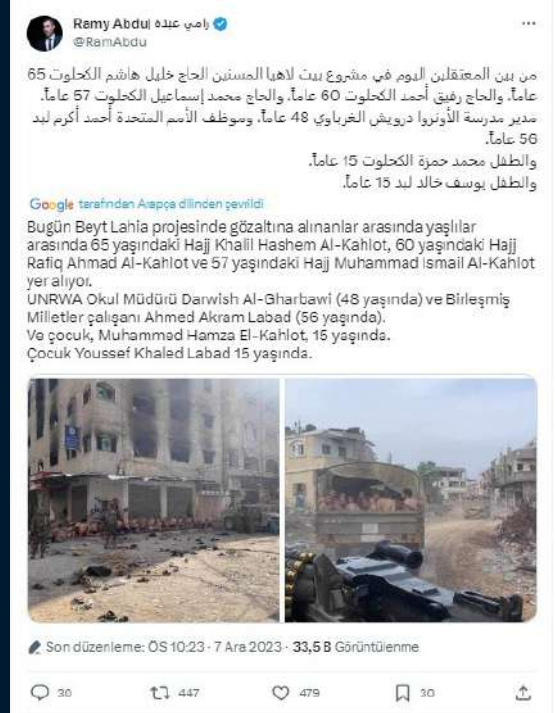 Ramy Abdu| رامي عبده
@RamAbdu
من بين المعتقلين اليوم في مشروع بيت لاهيا المسنين الحاج خليل هاشم الكحلوت 65
عاماً، والحاج رفيق أحمد الكحلوت 60 عاماً، والحاج محمد إسماعيل الكحلوت 57 عاماً.
مدير مدرسة الأونروا درويش الغرباوي 48 عاماً، وموظف الأمم المتحدة أحمد أكرم لبد
56 عاماً.
والطفل محمد حمزة الكحلوت 15 عاماً.
والطفل يوسف خالد لبد 15 عاماً.
Google tarafından Arapça dilinden çevrildi
Bugün Beyt Lahia projesinde gözaltına alınanlar arasında yaşlılar
arasında 65 yaşındaki Hajj Khalil Hashem Al-Kahlot, 60 yaşındaki Hajj
Rafiq Ahmad Al-Kahlot ve 57 yaşındaki Hajj Muhammad Ismail Al-Kahlot
yer alıyor.
UNRWA Okul Müdürü Darwish Al-Gharbawi (48 yaşında) ve Birleşmiş
Milletler çalışanı Ahmed Akram Labad (56 yaşında).
Ve çocuk, Muhammad Hamza El-Kahlot, 15 yaşında.
Çocuk Youssef Khaled Labad 15 yaşında.
Son düzenleme: ÖS 10:23 · 7 Ara 2023 · 33,5 B Görüntülenme
30 447 479 30